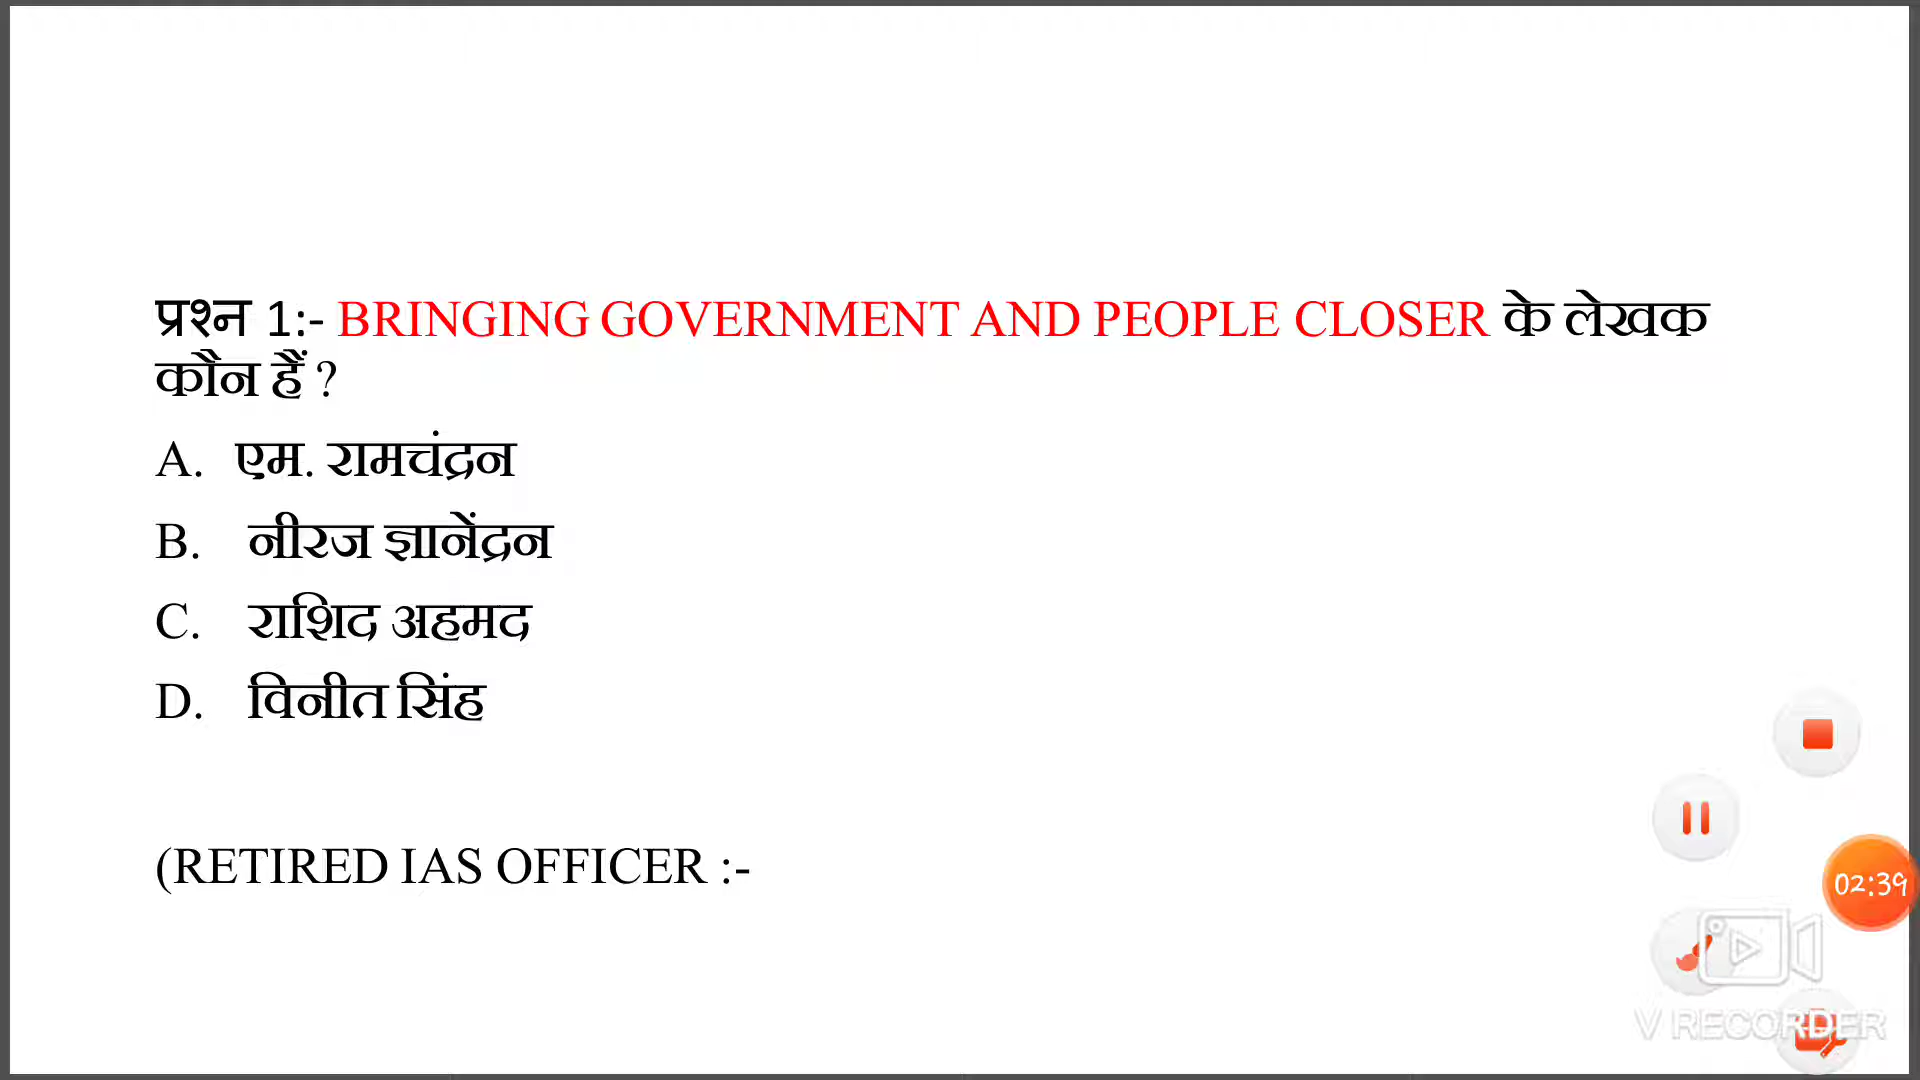 प्रश्न 1:- BRINGING GOVERNMENT AND PEOPLE CLOSER के लेखक
कौन हैं ?
A. एम. रामचंद्रन
B. नीरज ज्ञानेंद्रन
C. राशिद अहमद
D. विनीत सिंह
(RETIRED IAS OFFICER :-
02:39
V RECORDER